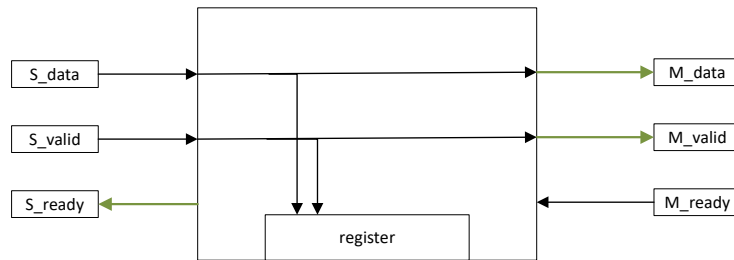 S_data
M_data
S_valid
M_valid
S_ready
M_ready
register